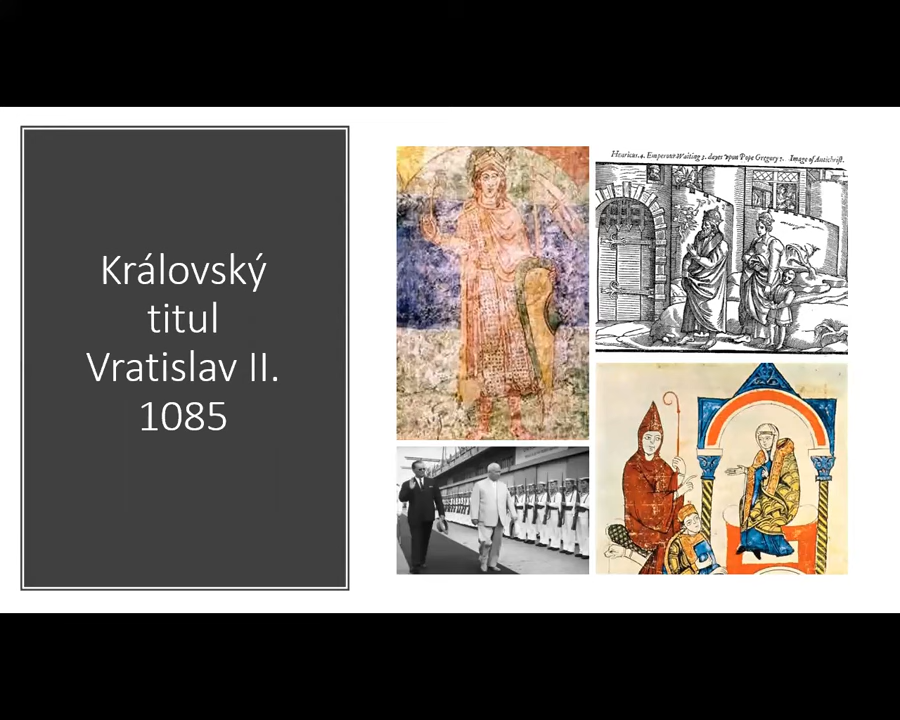 Královský
titul
Vratislav II.
1085
Henricus.4. Emperour Waiting 3. dayes vpon Pope Gregory 7. Image of Antichrist.